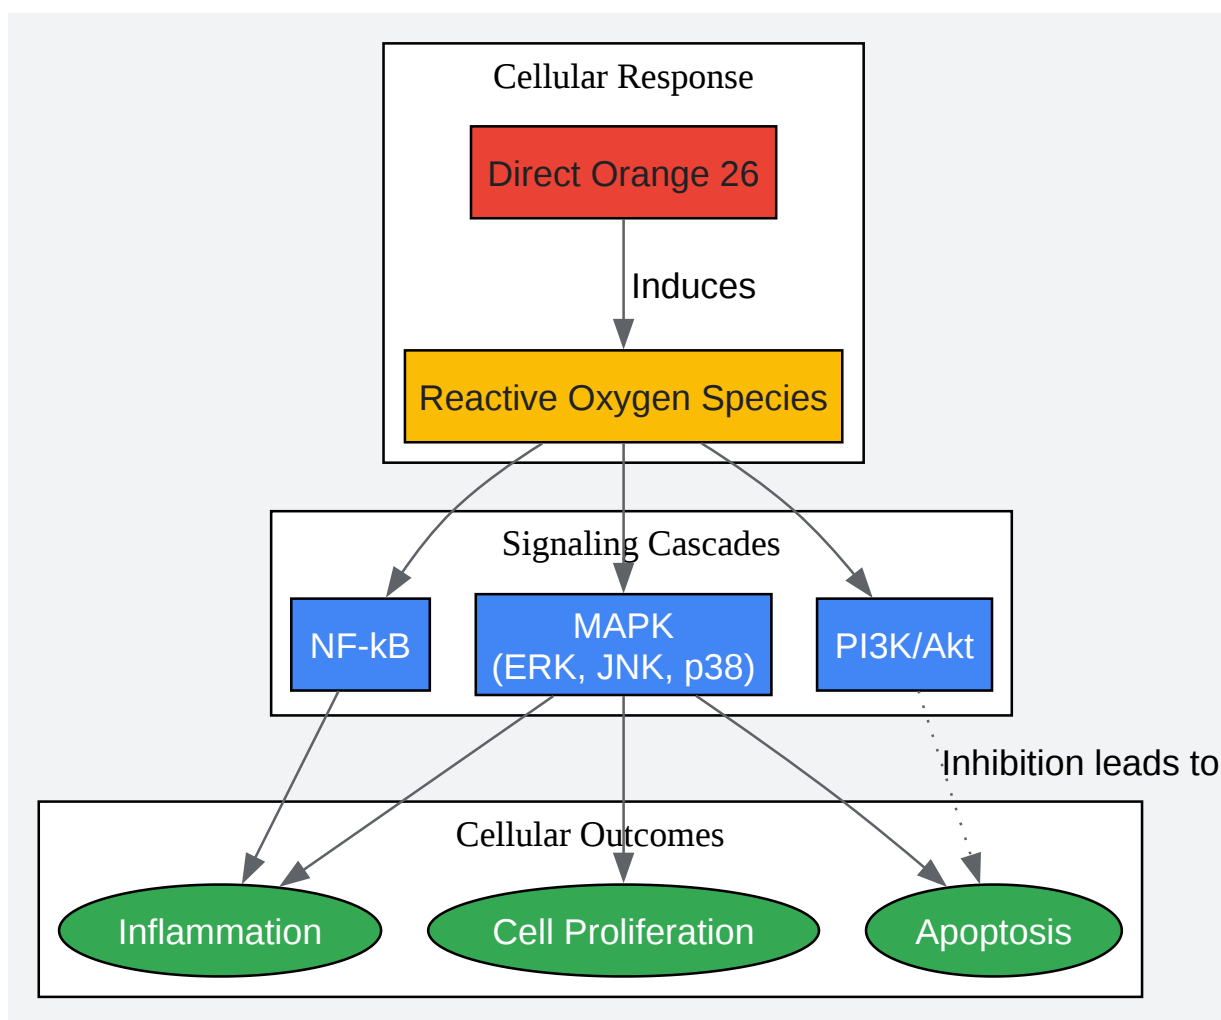 Cellular Response
Direct Orange 26
Induces
Reactive Oxygen Species
Signaling Cascades
NF-kB
MAPK
(ERK, JNK, p38)
PI3K/Akt
Inhibition leads to
Cellular Outcomes
Inflammation
Cell Proliferation
Apoptosis